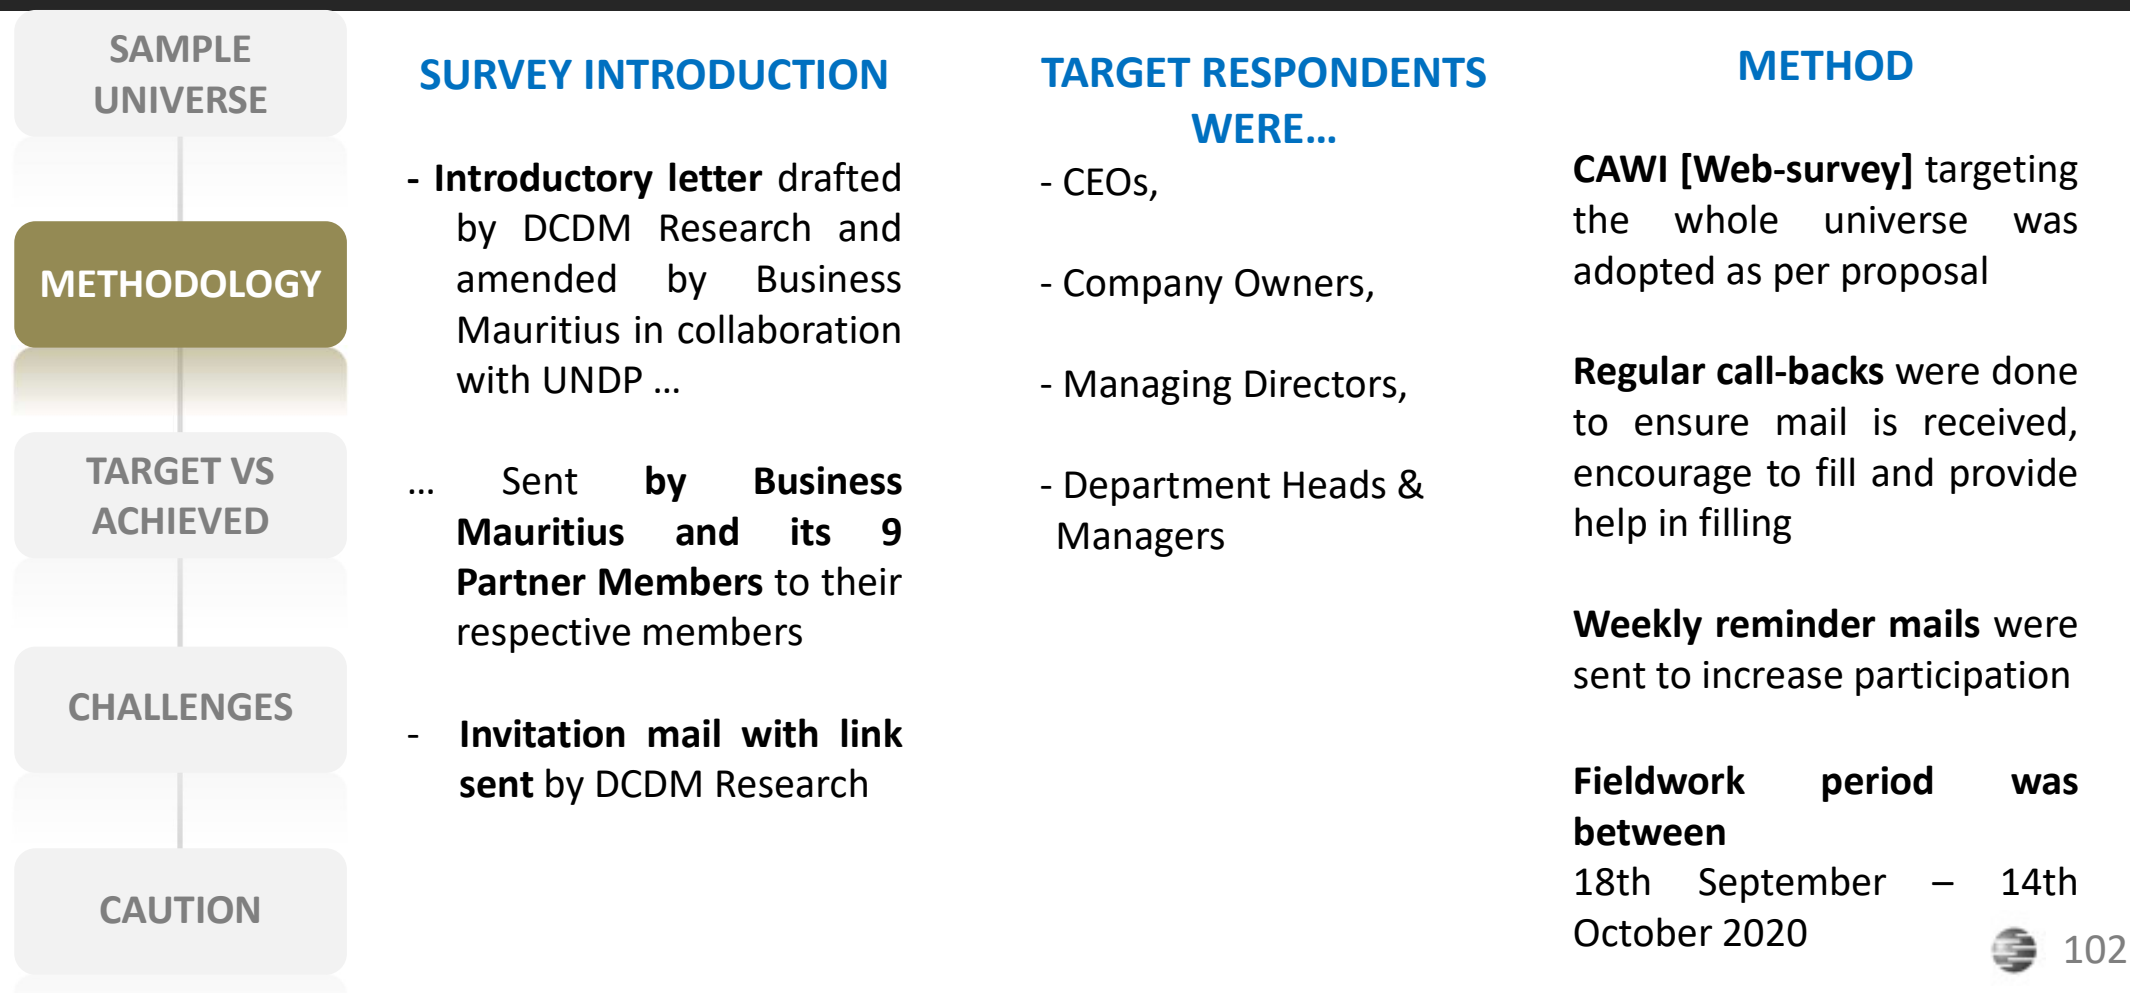 SAMPLE
UNIVERSE
METHODOLOGY
TARGET VS
ACHIEVED
CHALLENGES
CAUTION
SURVEY INTRODUCTION
- Introductory letter drafted
by DCDM Research and
amended by Business
Mauritius in collaboration
with UNDP …
… Sent by Business
Mauritius and its 9
Partner Members to their
respective members
- Invitation mail with link
sent by DCDM Research
TARGET RESPONDENTS
WERE…
- CEOs,
- Company Owners,
- Managing Directors,
- Department Heads &
Managers
METHOD
CAWI [Web-survey] targeting
the whole universe was
adopted as per proposal
Regular call-backs were done
to ensure mail is received,
encourage to fill and provide
help in filling
Weekly reminder mails were
sent to increase participation
Fieldwork period was
between
18th September – 14th
October 2020
102